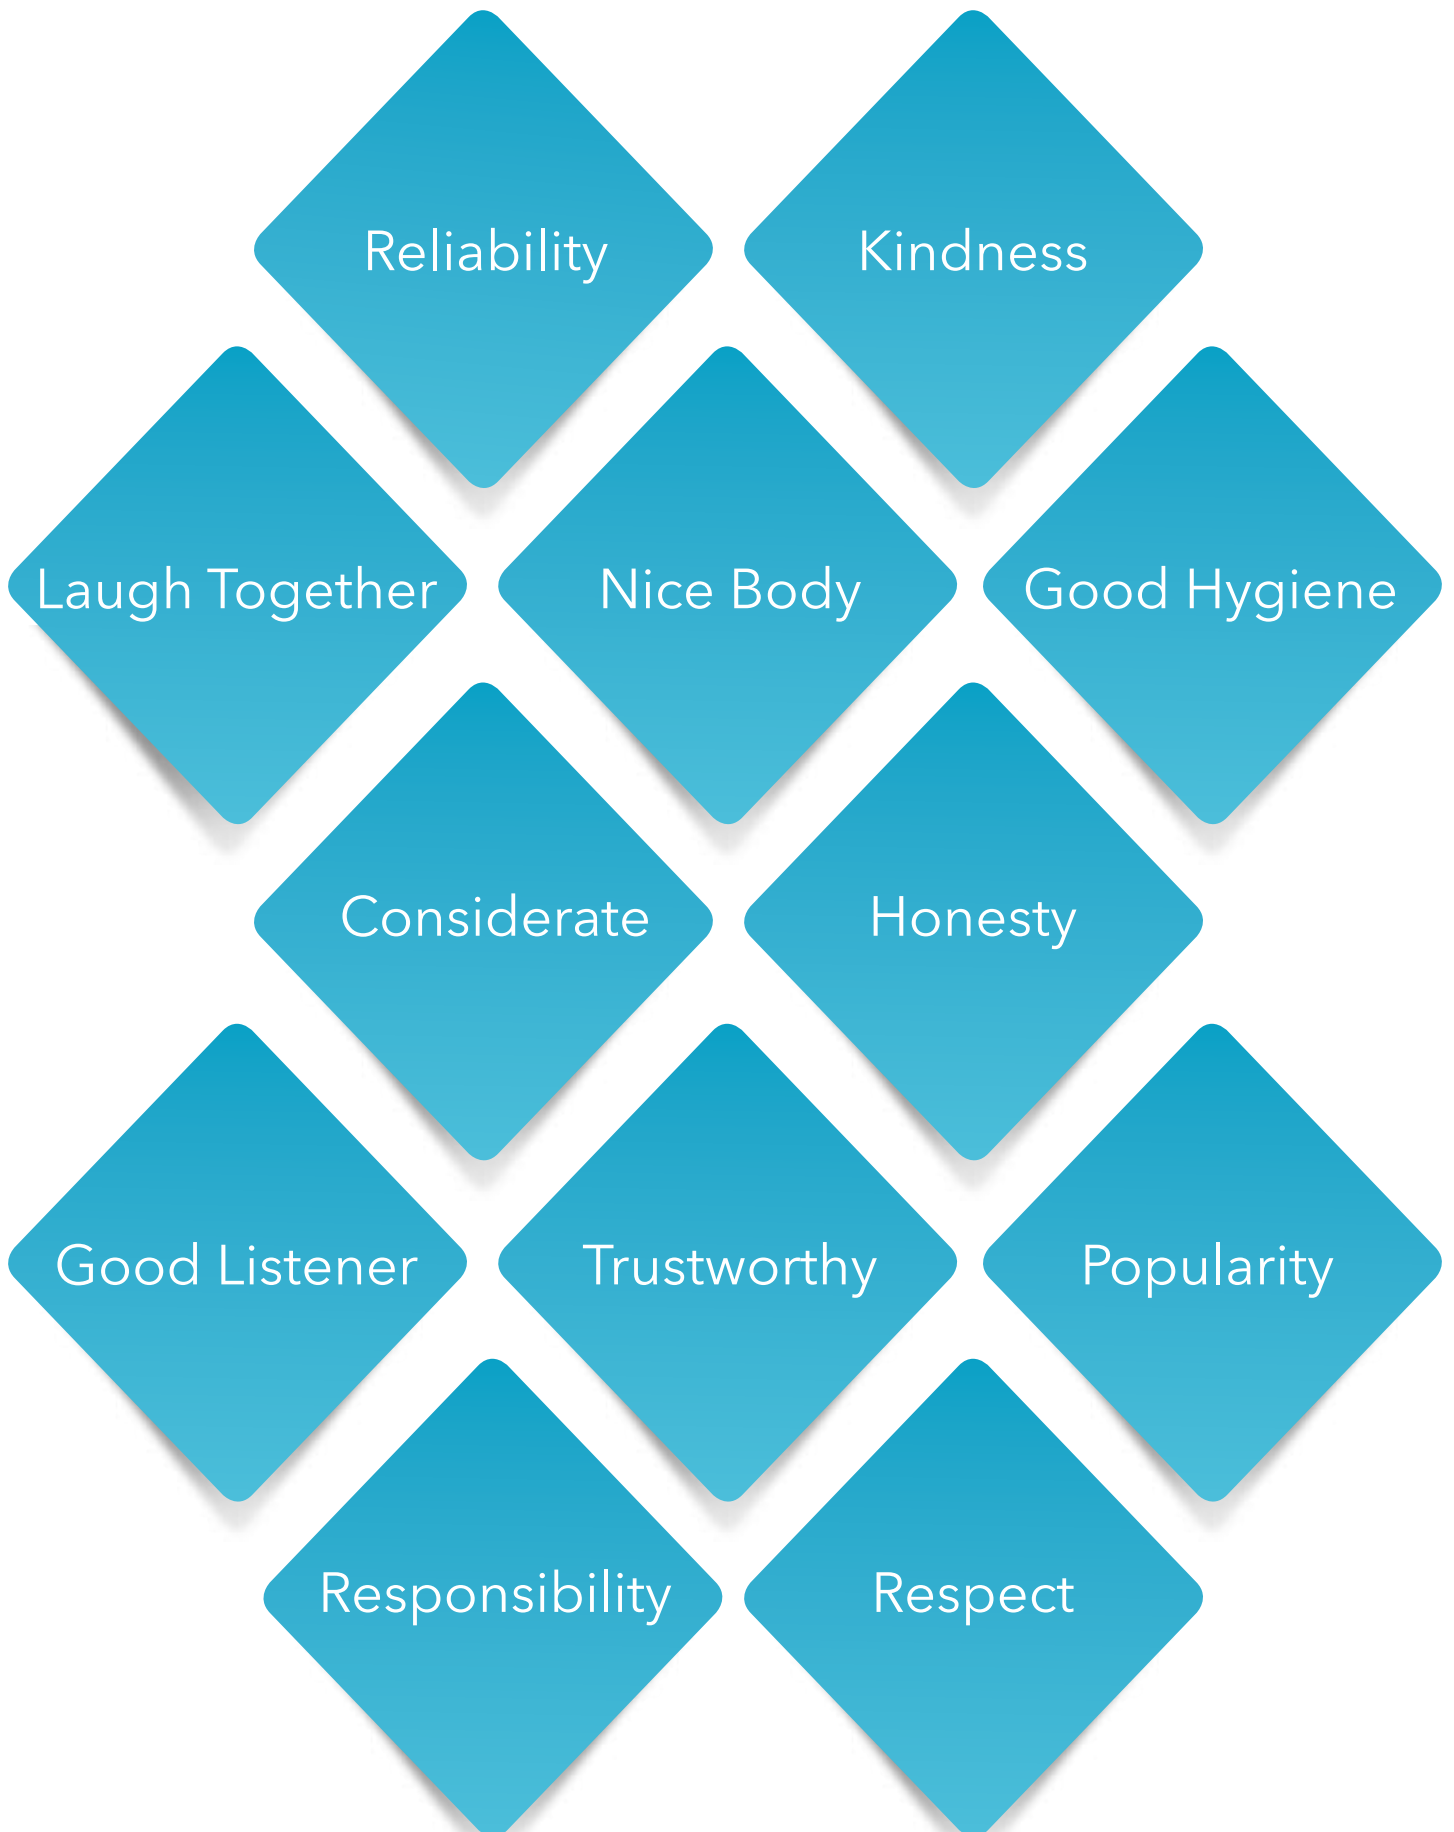 Reliability
Kindness
Laugh Together
Nice Body
Good Hygiene
Considerate
Honesty
Good Listener
Trustworthy
Popularity
Responsibility
Respect